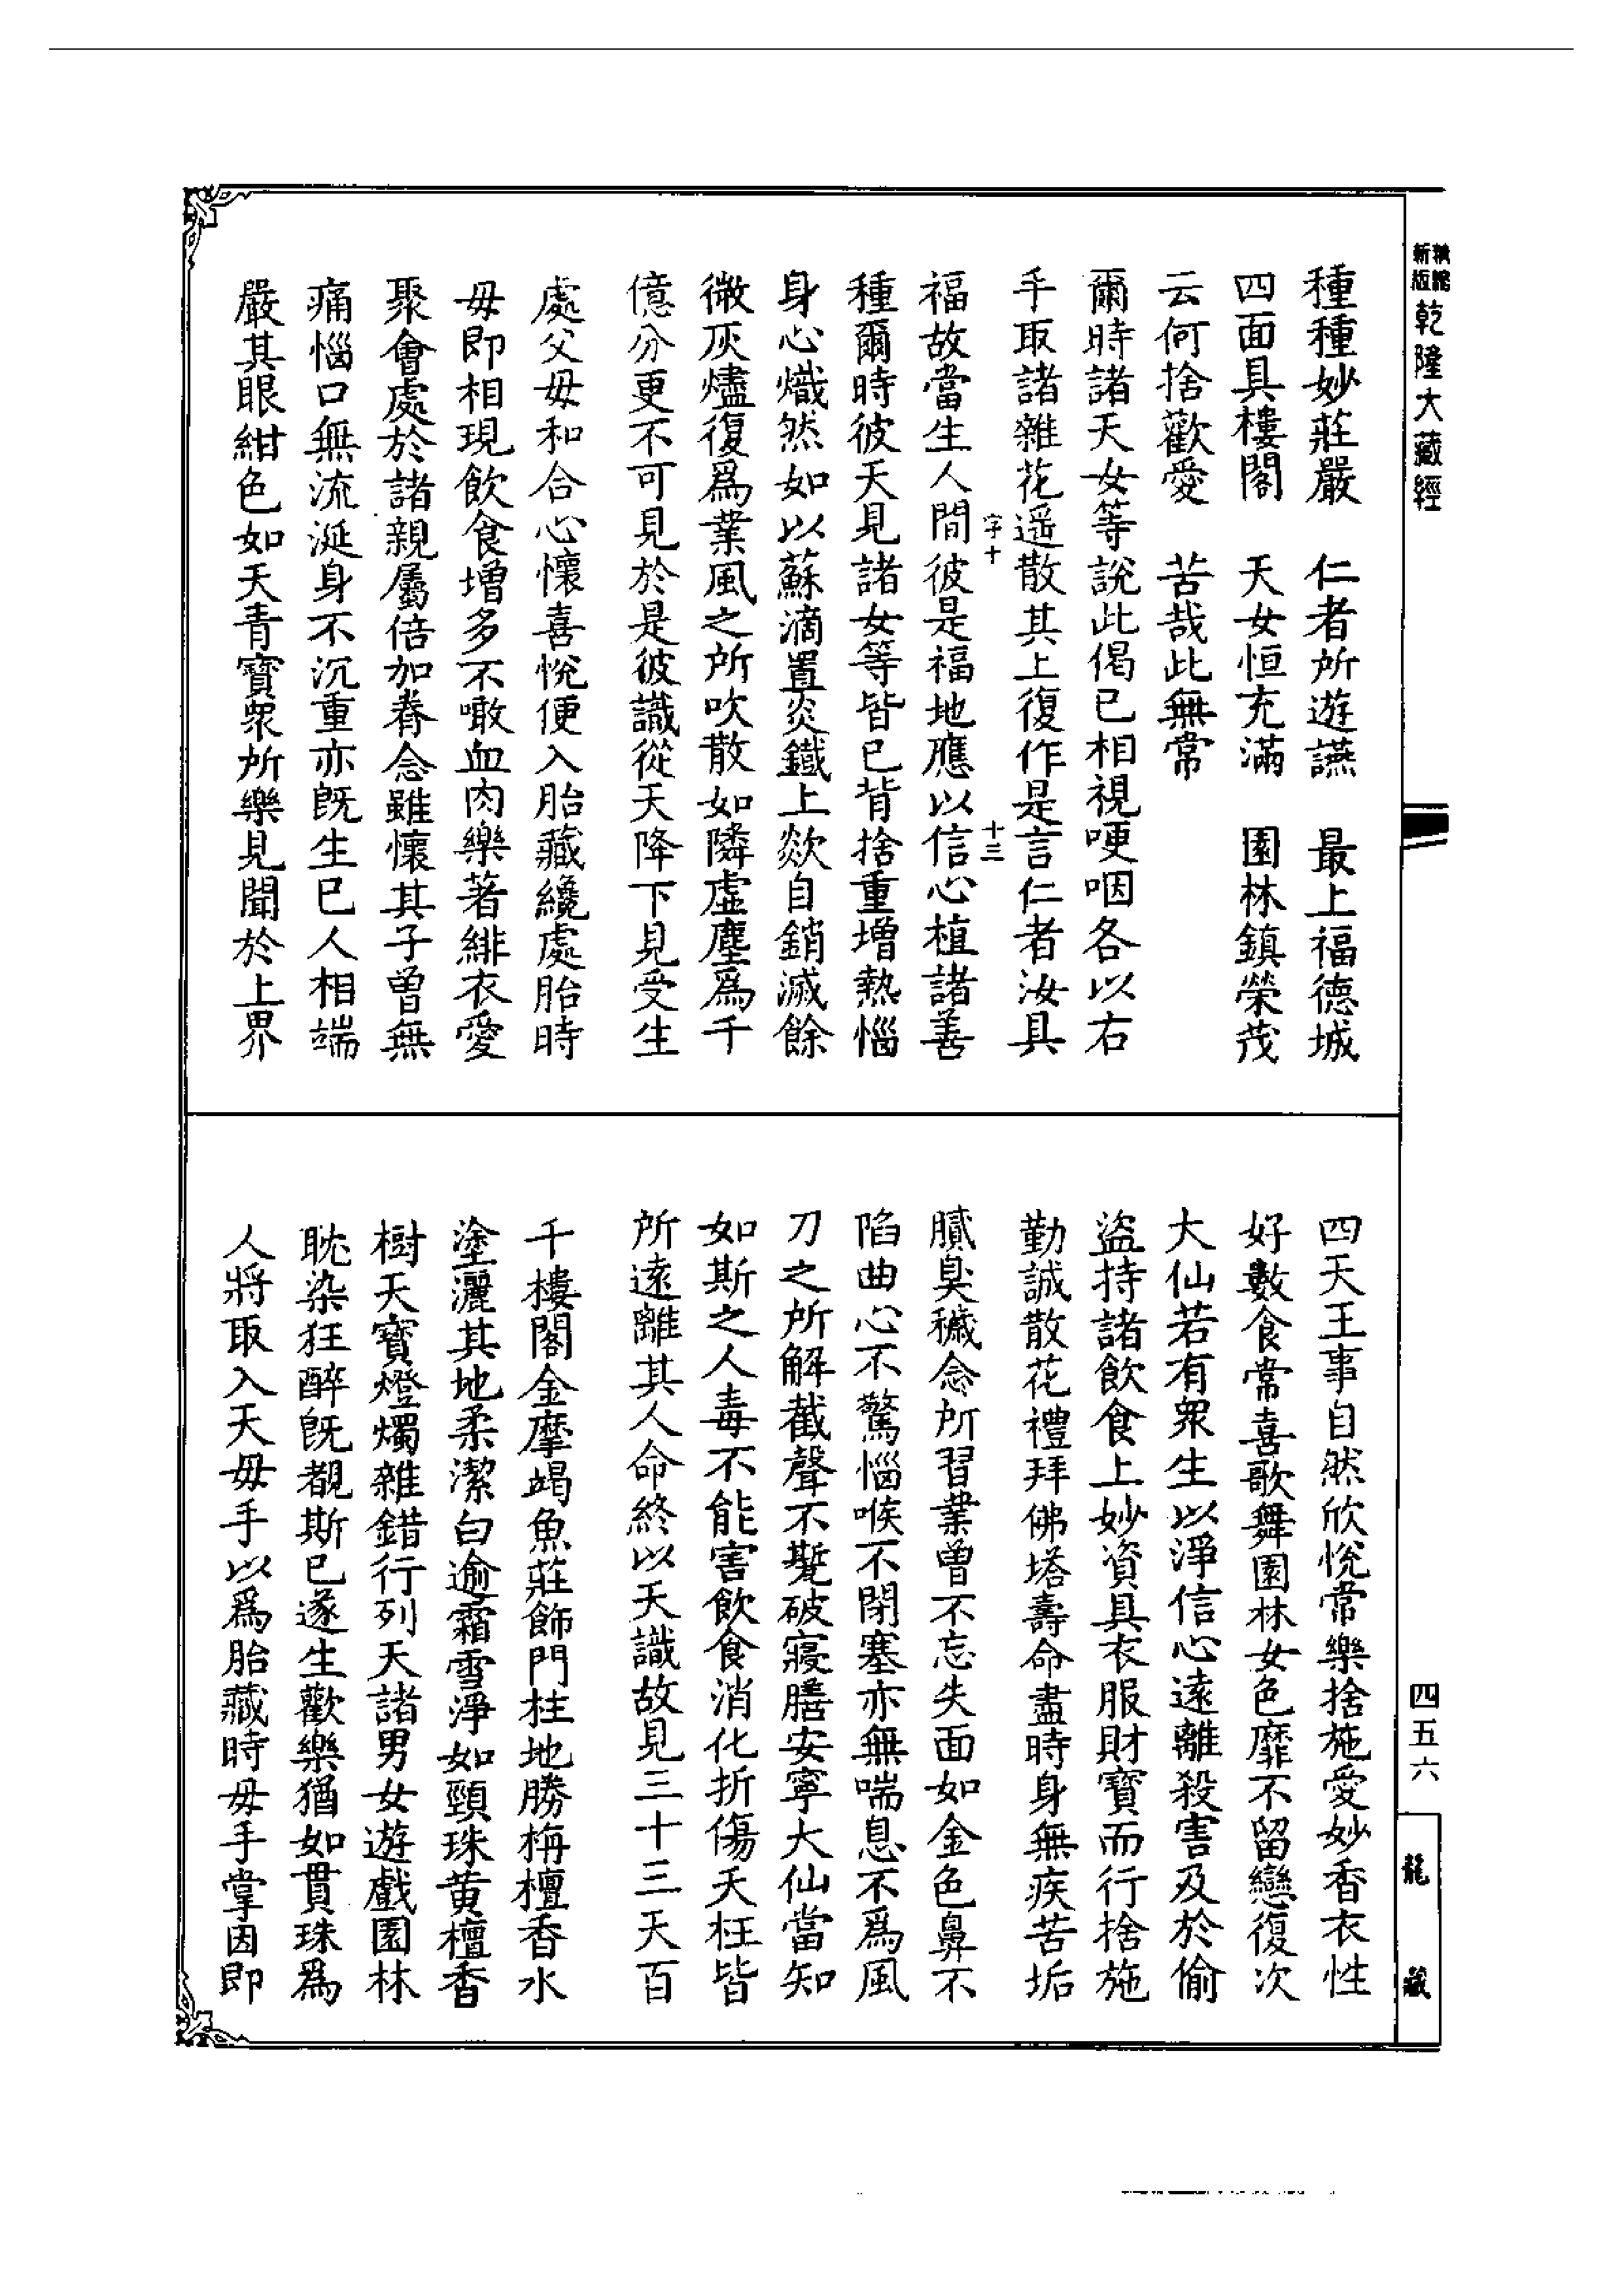 精縮
新版
乾隆大藏經
種種妙莊嚴　仁者所遊讌　最上福德城
四面具樓閣　天女恒充滿　園林鎮榮茂
云何捨歡愛　苦哉此無常
爾時諸天女等說此偈已相視哽咽各以右
手取諸雜花遥散其上復作是言仁者汝具
字十
十三
福故當生人間彼是福地應以信心植諸善
種爾時彼天見諸女等皆已背捨重增熱惱
身心熾然如以蘇滴置炎鐵上欻自銷滅餘
微灰燼復爲業風之所吹散如隣虛塵爲千
億分更不可見於是彼識從天降下見受生
處父母和合心懷喜悅便入胎藏纔處胎時
母即相現飲食增多不噉血肉樂著緋衣愛
聚會處於諸親屬倍加眷念雖懷其子曾無
痛惱口無流涎身不沉重亦既生已人相端
嚴其眼紺色如天青寶衆所樂見聞於上界
四天王事自然欣悅常樂捨施愛妙香衣性
好數食常喜歌舞園林女色靡不留戀復次
大仙若有衆生以淨信心遠離殺害及於偷
盜持諸飲食上妙資具衣服財寶而行捨施
勤誠散花禮拜佛塔壽命盡時身無疾苦垢
膩臭穢念所習業曾不忘失面如金色鼻不
陷曲心不驚惱喉不閉塞亦無喘息不爲風
刀之所解截聲不嘶破寢膳安寧大仙當知
如斯之人毒不能害飲食消化折傷夭枉皆
所遠離其人命終以天識故見三十三天百
千樓閣金摩竭魚莊飾門柱地勝栴檀香水
塗灑其地柔潔白逾霜雪淨如頸珠黃檀香
樹天寶燈燭雜錯行列天諸男女遊戲園林
耽染狂醉既覩斯已遂生歡樂猶如貫珠爲
人將取入天母手以爲胎藏時母手掌因即
四五六
龍藏